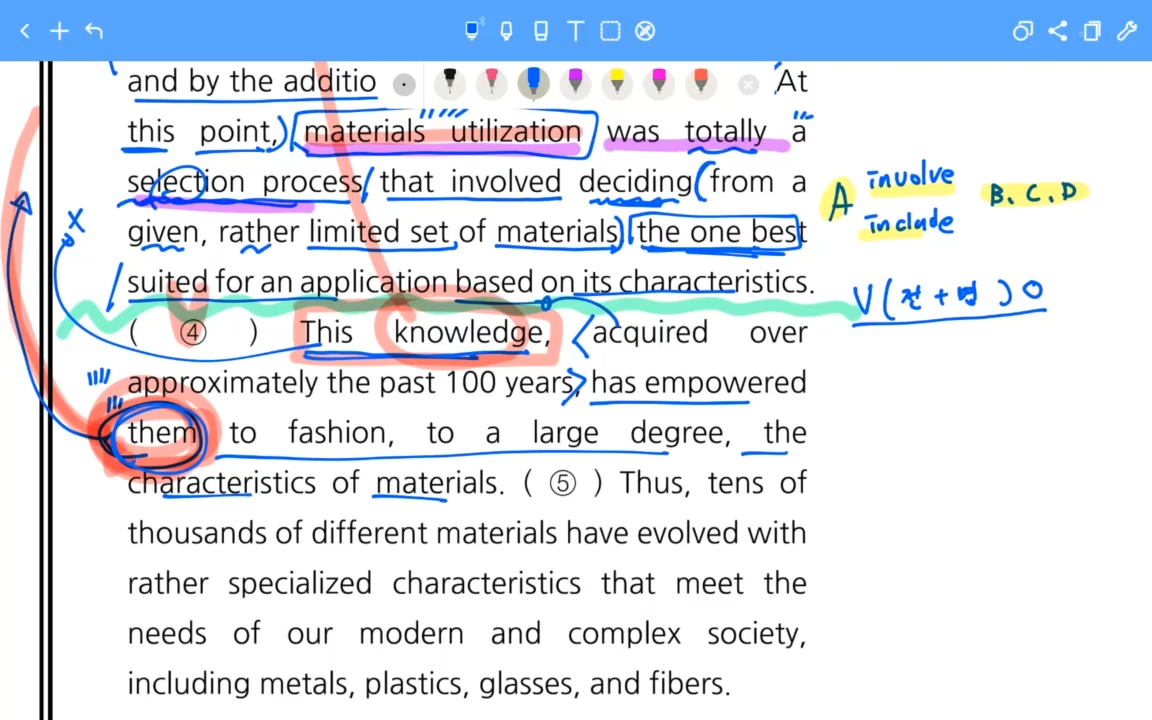 and by the additio At
this point, materials utilization was totally a
selection process that involved deciding from a
given, rather limited set of materials the one best
suited for an application based on its characteristics.
( ④ ) This knowledge, acquired over
approximately the past 100 years, has empowered
them to fashion, to a large degree, the
characteristics of materials. ( ⑤ ) Thus, tens of
thousands of different materials have evolved with
rather specialized characteristics that meet the
needs of our modern and complex society,
including metals, plastics, glasses, and fibers.
A involve B. C. D
include
V (전 + 명) O
X